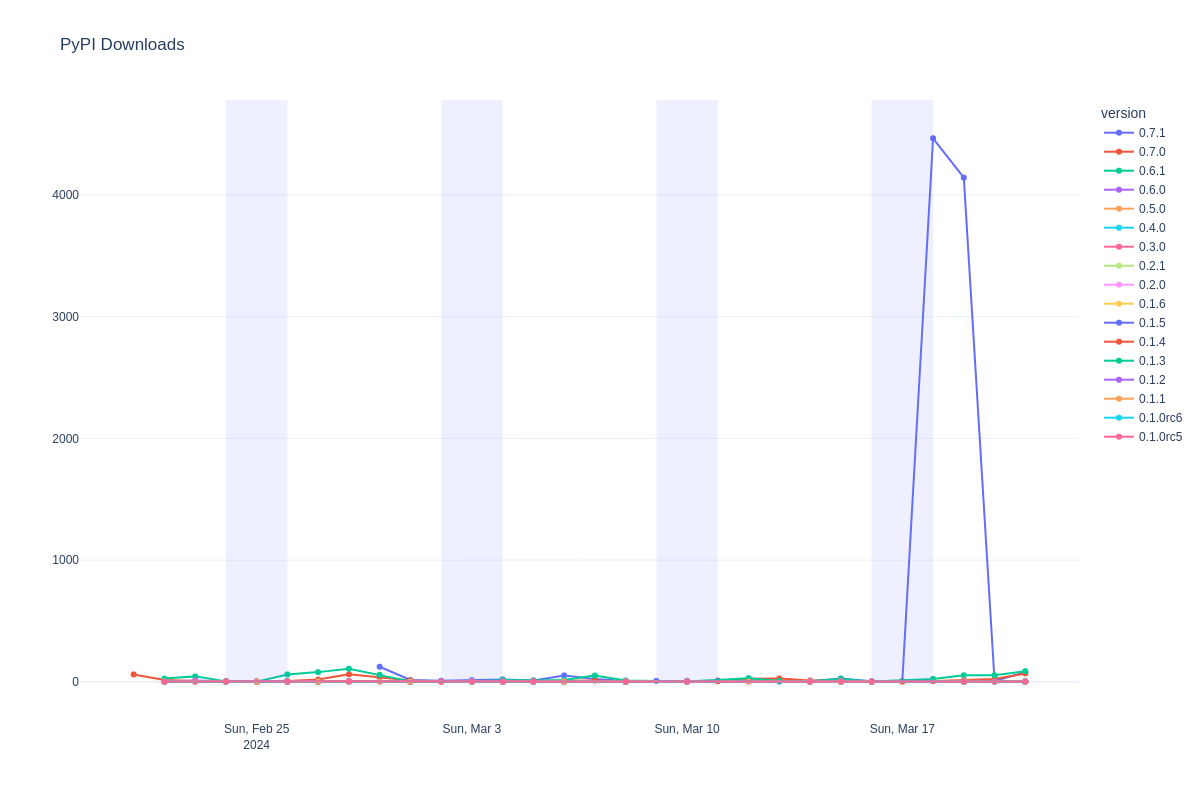 PyPI Downloads
version
0.7.1
0.7.0
0.6.1
0.6.0
0.5.0
0.4.0
0.3.0
0.2.1
0.2.0
0.1.6
0.1.5
0.1.4
0.1.3
0.1.2
0.1.1
0.1.0rc6
0.1.0rc5
4000
3000
2000
1000
0
Sun, Feb 25
2024
Sun, Mar 3
Sun, Mar 10
Sun, Mar 17